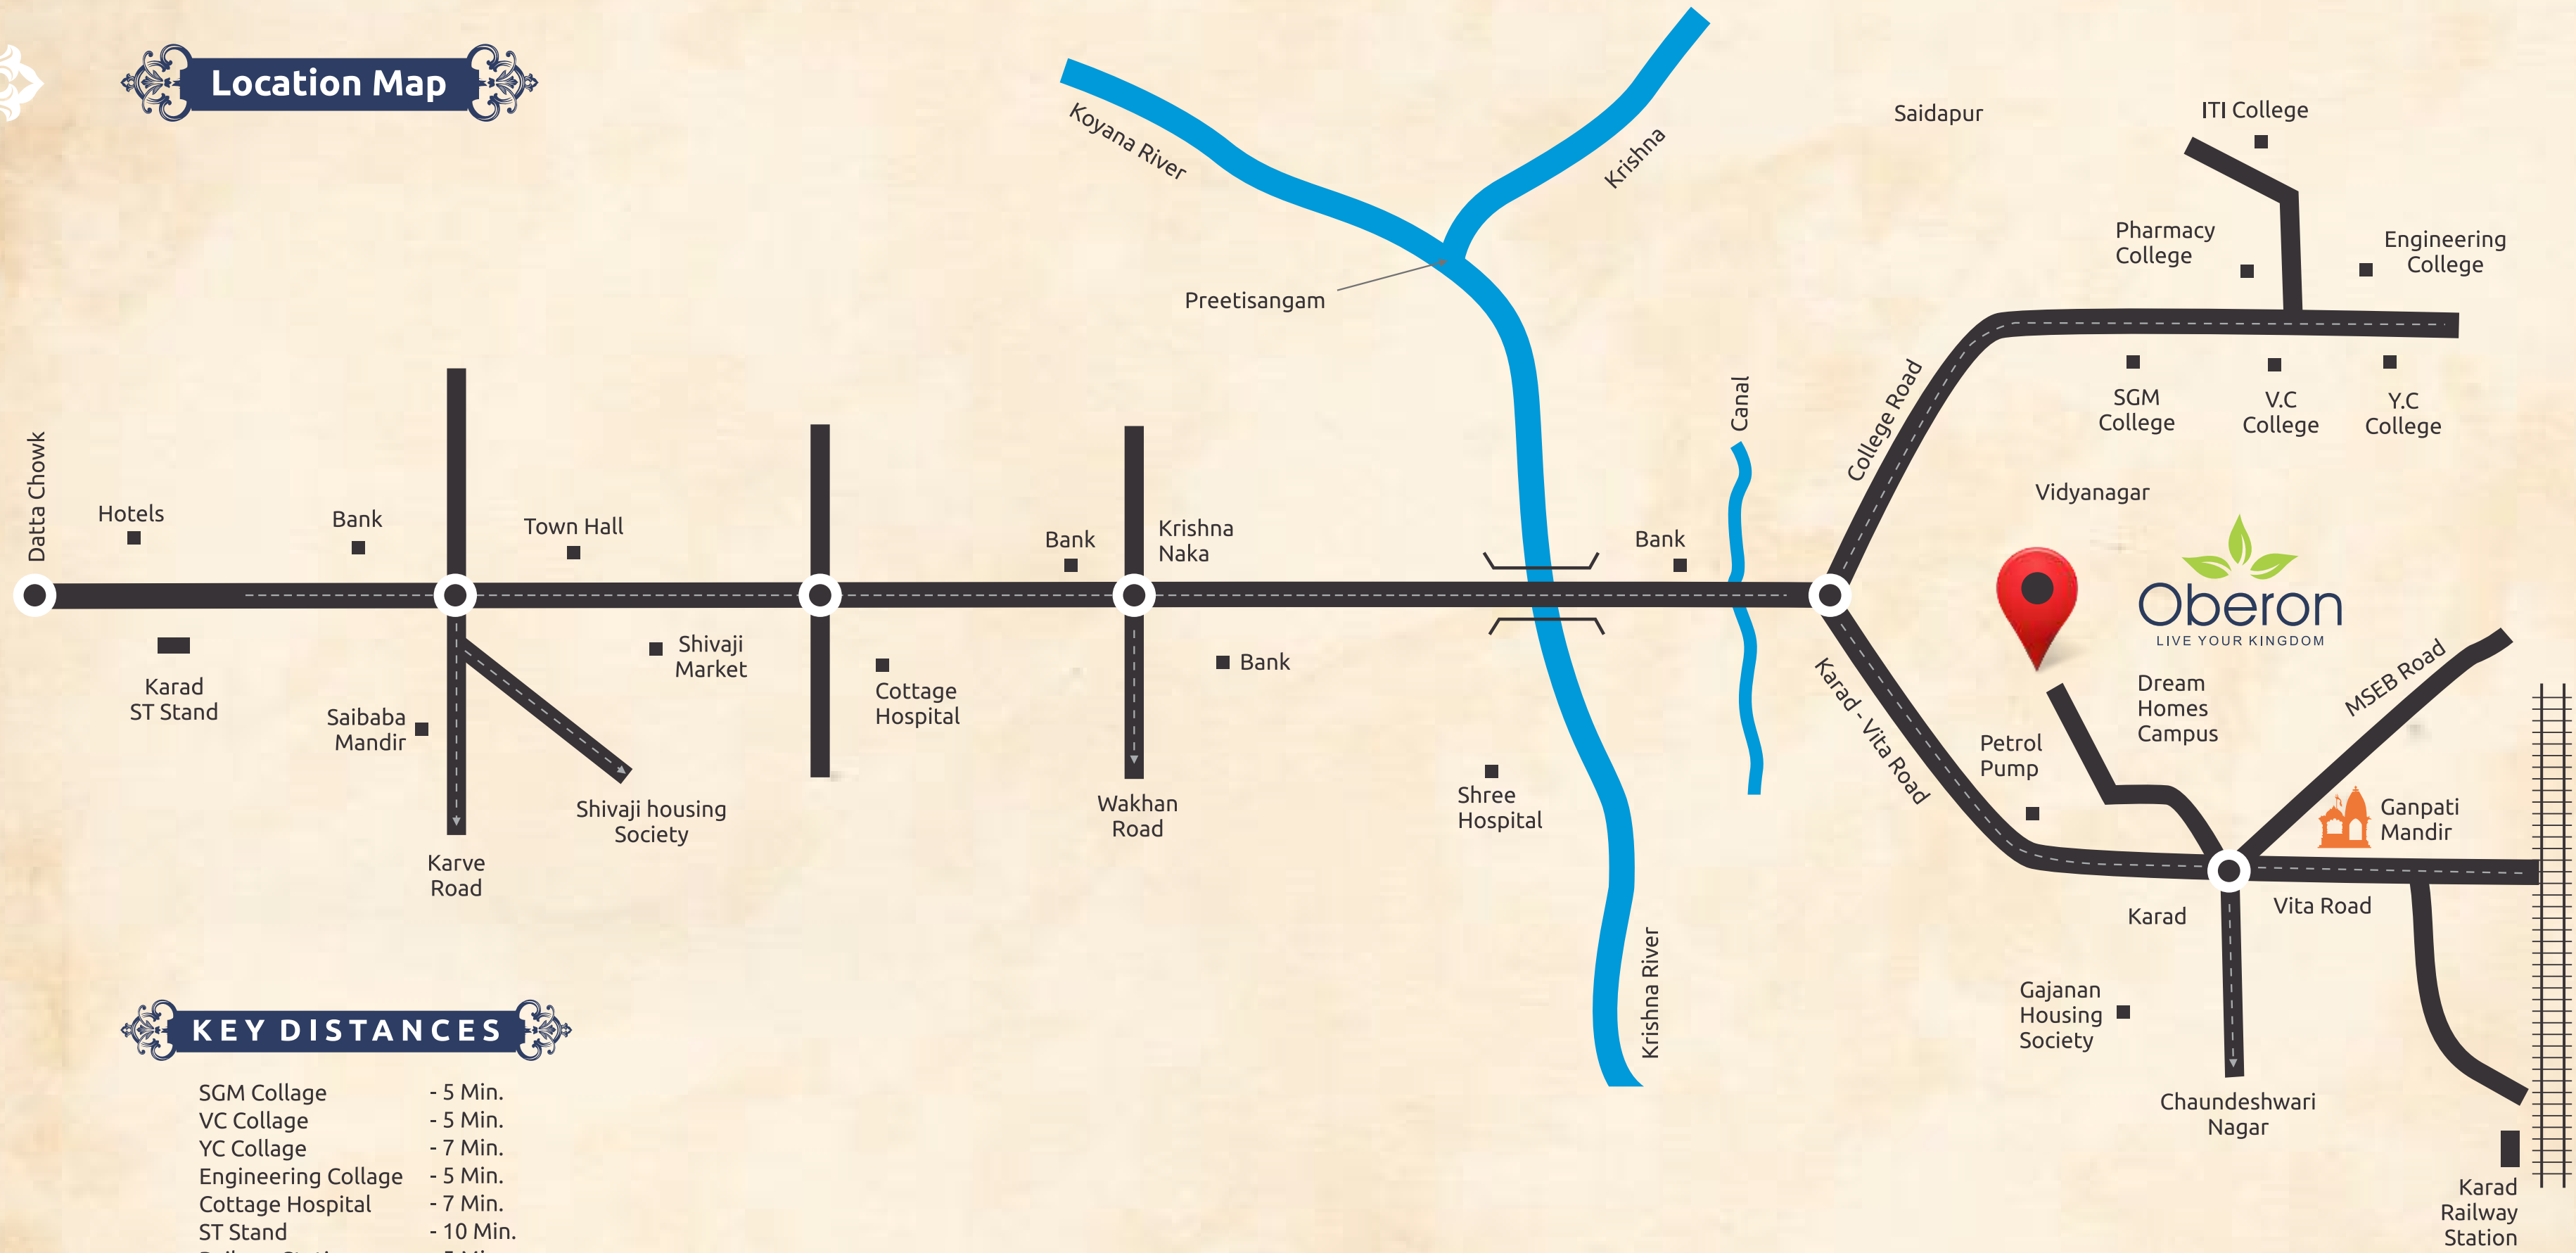 Location Map
Koyana River
Krishna
Preetisangam
Saidapur
ITI College
Pharmacy
College
Engineering
College
College Road
SGM
College
V.C
College
Y.C
College
Vidyanagar
Canal
Datta Chowk
Hotels
Bank
Town Hall
Bank
Krishna
Naka
Bank
Karad
ST Stand
Saibaba
Mandir
Shivaji
Market
Cottage
Hospital
Bank
Shivaji housing
Society
Karve
Road
Wakhan
Road
Shree
Hospital
Krishna River
Karad - Vita Road
Oberon
LIVE YOUR KINGDOM
Dream
Homes
Campus
MSEB Road
Petrol
Pump
Ganpati
Mandir
Karad
Vita Road
Gajanan
Housing
Society
Chaundeshwari
Nagar
Karad
Railway
Station
KEY DISTANCES
SGM Collage - 5 Min.
VC Collage - 5 Min.
YC Collage - 7 Min.
Engineering Collage - 5 Min.
Cottage Hospital - 7 Min.
ST Stand - 10 Min.